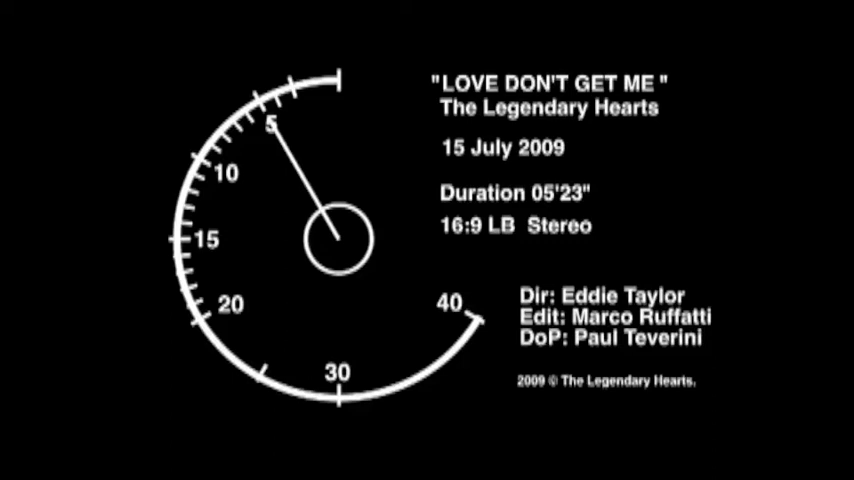 "LOVE DON'T GET ME "
The Legendary Hearts
15 July 2009
Duration 05'23"
16:9 LB Stereo
Dir: Eddie Taylor
Edit: Marco Ruffatti
DoP: Paul Teverini
2009 © The Legendary Hearts.
5
10
15
20
30
40